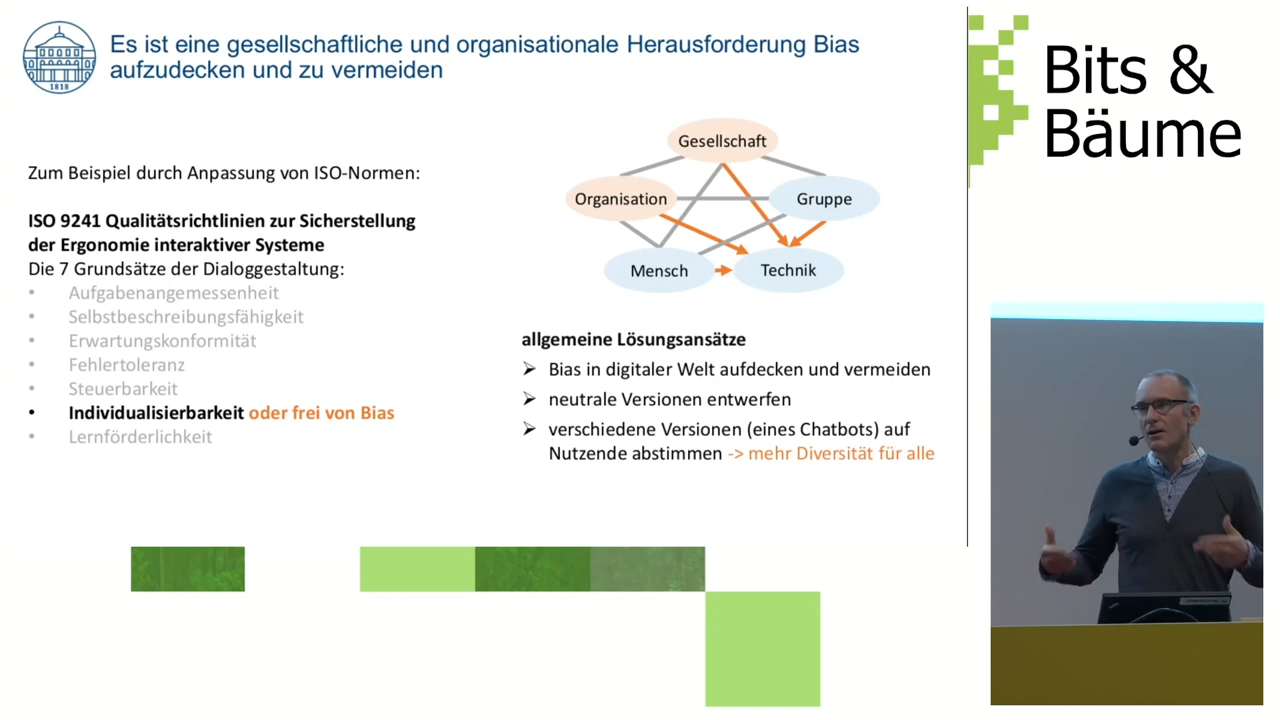 Es ist eine gesellschaftliche und organisationale Herausforderung Bias
aufzudecken und zu vermeiden
1818
Zum Beispiel durch Anpassung von ISO-Normen:
ISO 9241 Qualitätsrichtlinien zur Sicherstellung
der Ergonomie interaktiver Systeme
Die 7 Grundsätze der Dialoggestaltung:
• Aufgabenangemessenheit
• Selbstbeschreibungsfähigkeit
• Erwartungskonformität
• Fehlertoleranz
• Steuerbarkeit
• Individualisierbarkeit oder frei von Bias
• Lernförderlichkeit
Gesellschaft
Organisation
Gruppe
Mensch
Technik
allgemeine Lösungsansätze
➢ Bias in digitaler Welt aufdecken und vermeiden
➢ neutrale Versionen entwerfen
➢ verschiedene Versionen (eines Chatbots) auf
Nutzende abstimmen -> mehr Diversität für alle
Bits &
Bäume